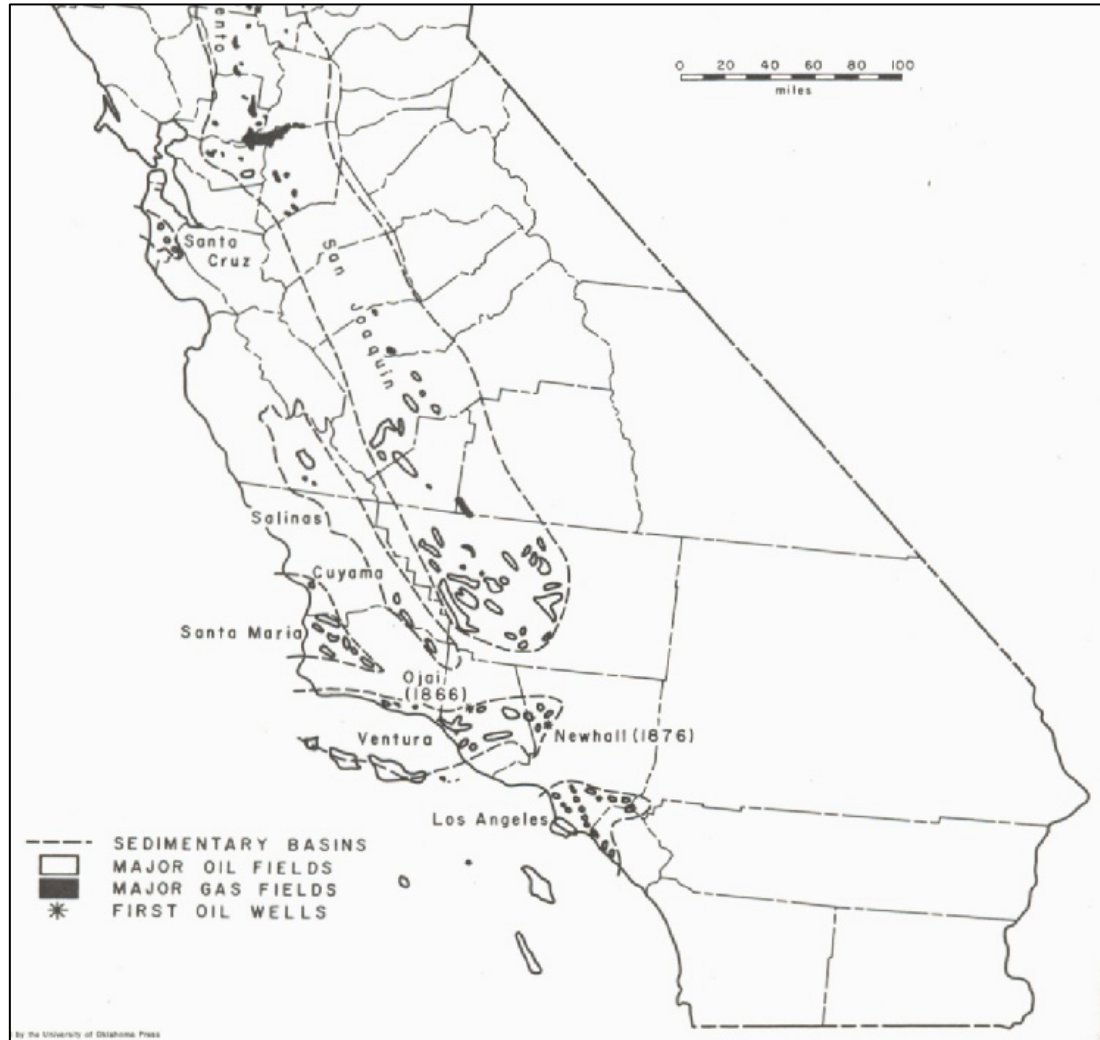 ento
0 20 40 60 80 100
miles
Santa
Cruz
San Joaquin
Salinas
Cuyama
Santa Maria
Ojai
(1866)
Ventura
Newhall (1876)
Los Angeles
SEDIMENTARY BASINS
MAJOR OIL FIELDS
MAJOR GAS FIELDS
FIRST OIL WELLS
by the University of Oklahoma Press